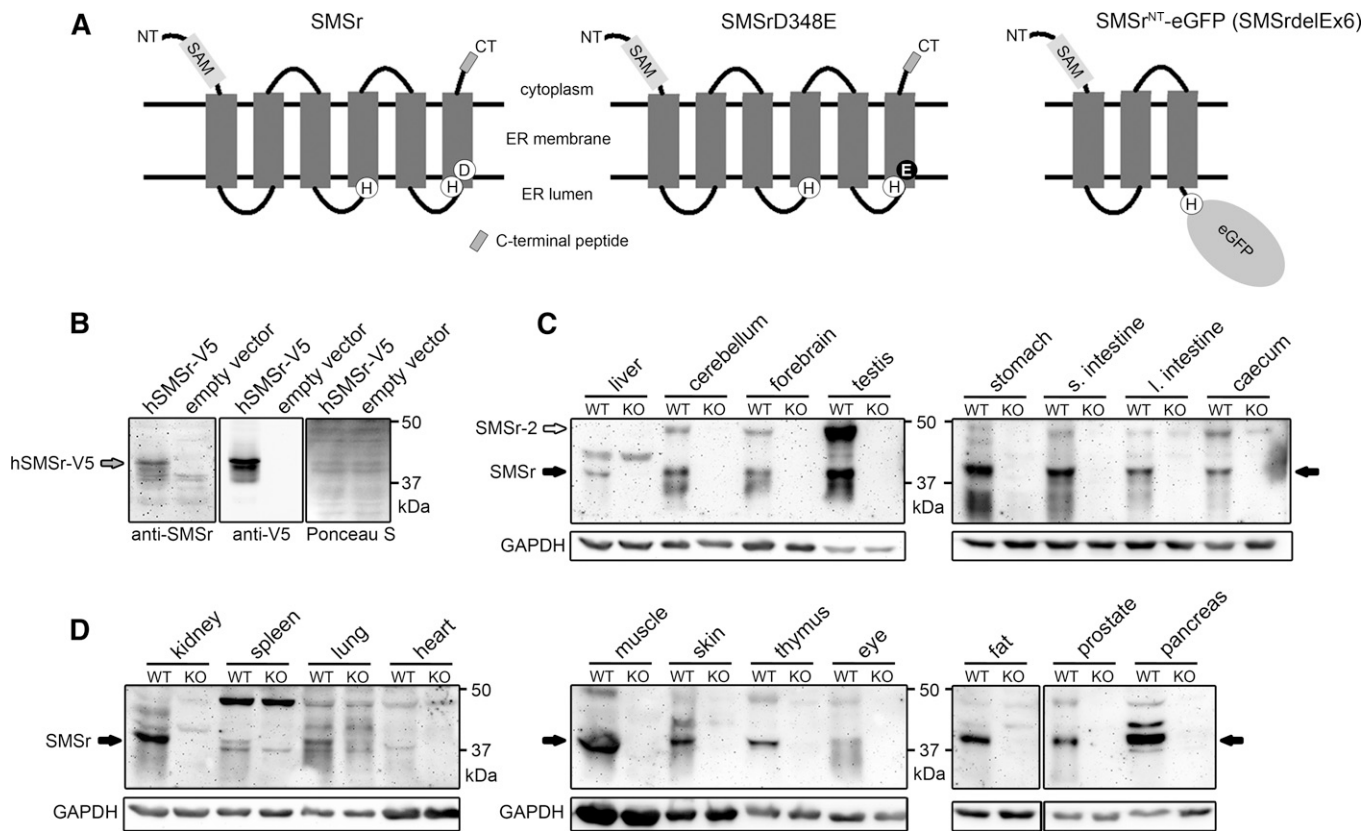 A
SMSr
SMSrD348E
SMSrNT-eGFP (SMSrdelEx6)
NT
SAM
CT
NT
SAM
CT
NT
SAM
cytoplasm
ER membrane
ER lumen
H
H
D
H
H
E
H
eGFP
C-terminal peptide
B
hSMSr-V5
empty vector
hSMSr-V5
empty vector
hSMSr-V5
empty vector
50
hSMSr-V5
37
kDa
anti-SMSr
anti-V5
Ponceau S
C
liver
cerebellum
forebrain
testis
stomach
s. intestine
l. intestine
caecum
WT KO WT KO WT KO WT KO
WT KO WT KO WT KO WT KO
SMSr-2
50
SMSr
37
kDa
GAPDH
D
kidney
spleen
lung
heart
muscle
skin
thymus
eye
fat
prostate
pancreas
WT KO WT KO WT KO WT KO
WT KO WT KO WT KO WT KO
WT KO WT KO WT KO
50
50
SMSr
37
37
kDa
kDa
GAPDH